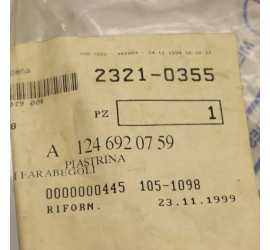 2321-0355
PZ 1
A 124 692 07 59
PIASTRINA
FARABEGOLI
0000000445 105-1098
RIFORN. 23.11.1999